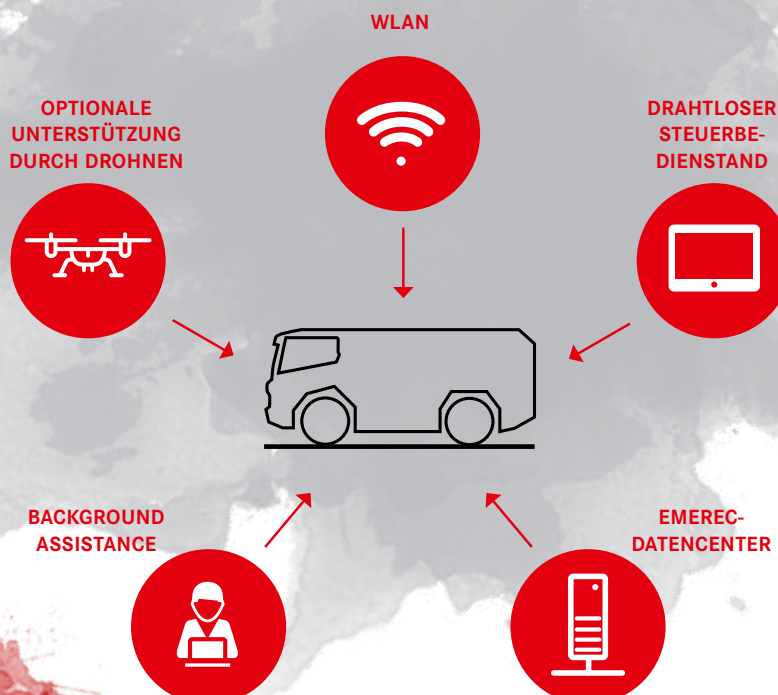 WLAN
OPTIONALE
UNTERSTÜTZUNG
DURCH DROHNEN
DRAHTLOSER
STEUERBE-
DIENSTAND
BACKGROUND
ASSISTANCE
EMEREC-
DATENCENTER